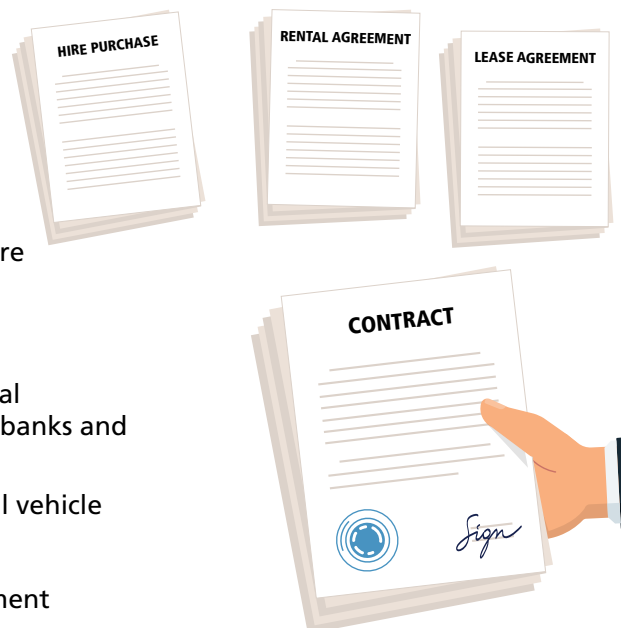 HIRE PURCHASE
RENTAL AGREEMENT
LEASE AGREEMENT
re
CONTRACT
al
banks and
l vehicle
Sign
nent